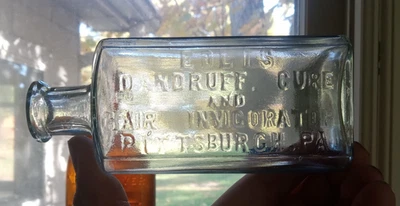 DANDRUFF CURE
AND
HAIR INVIGORATOR
PITTSBURGH, PA